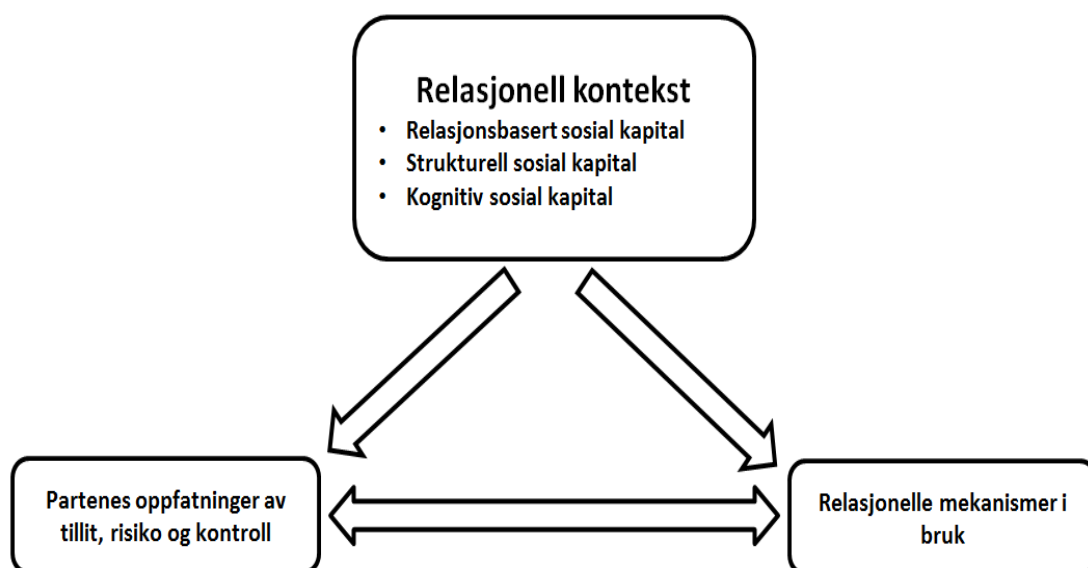 Relasjonell kontekst
• Relasjonsbasert sosial kapital
• Strukturell sosial kapital
• Kognitiv sosial kapital
Partenes oppfatninger av
tillit, risiko og kontroll
Relasjonelle mekanismer i
bruk